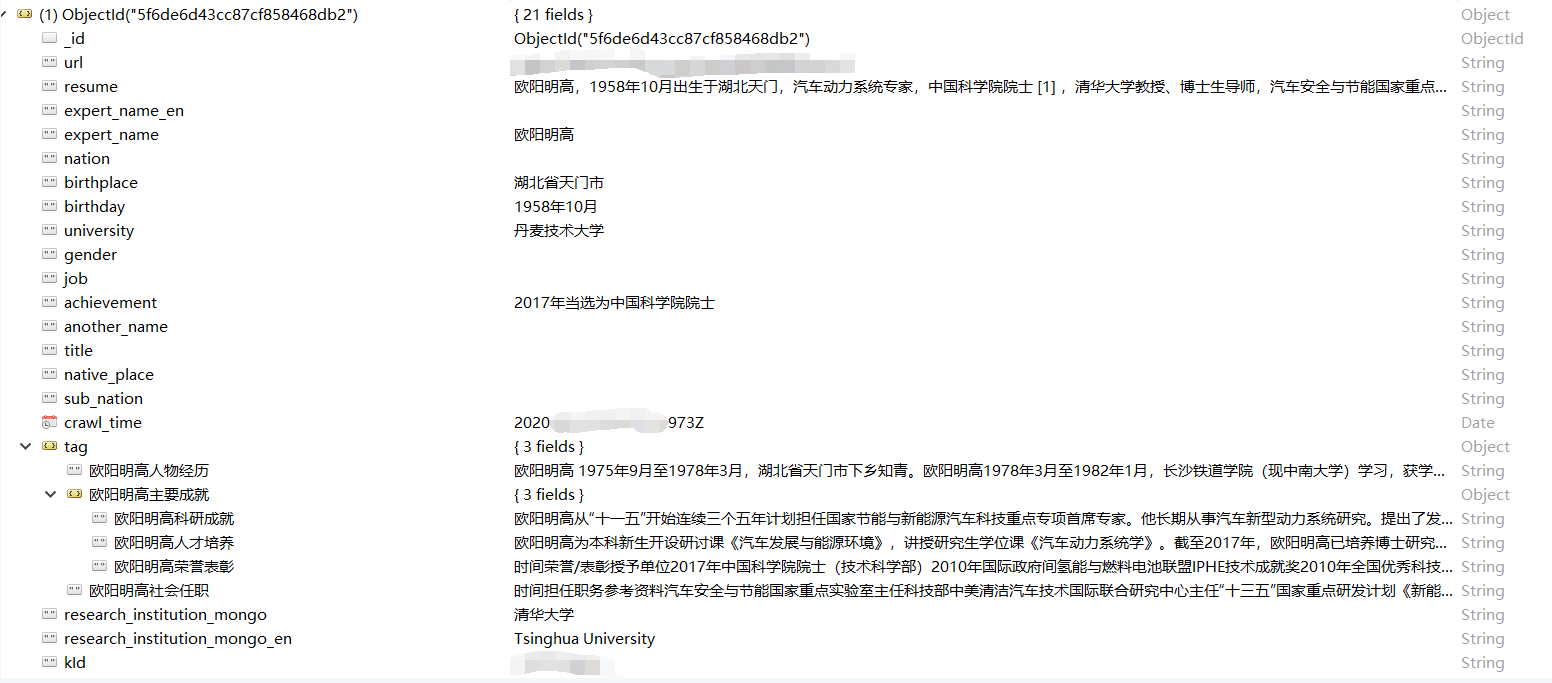 (1) ObjectId("5f6de6d43cc87cf858468db2") { 21 fields } Object
_id ObjectId("5f6de6d43cc87cf858468db2") ObjectId
url String
resume 欧阳明高，1958年10月出生于湖北天门，汽车动力系统专家，中国科学院院士 [1] ，清华大学教授、博士生导师，汽车安全与节能国家重点... String
expert_name_en String
expert_name 欧阳明高 String
nation String
birthplace 湖北省天门市 String
birthday 1958年10月 String
university 丹麦技术大学 String
gender String
job String
achievement 2017年当选为中国科学院院士 String
another_name String
title String
native_place String
sub_nation String
crawl_time 2020 973Z Date
tag { 3 fields } Object
欧阳明高人物经历 欧阳明高 1975年9月至1978年3月，湖北省天门市下乡知青。欧阳明高1978年3月至1982年1月，长沙铁道学院（现中南大学）学习，获学... String
欧阳明高主要成就 { 3 fields } Object
欧阳明高科研成就 欧阳明高从“十一五”开始连续三个五年计划担任国家节能与新能源汽车科技重点专项首席专家。他长期从事汽车新型动力系统研究。提出了发... String
欧阳明高人才培养 欧阳明高为本科新生开设研讨课《汽车发展与能源环境》，讲授研究生学位课《汽车动力系统学》。截至2017年，欧阳明高已培养博士研究... String
欧阳明高荣誉表彰 时间荣誉/表彰授予单位2017年中国科学院院士（技术科学部）2010年国际政府间氢能与燃料电池联盟IPHE技术成就奖2010年全国优秀科技... String
欧阳明高社会任职 时间担任职务参考资料汽车安全与节能国家重点实验室主任科技部中美清洁汽车技术国际联合研究中心主任“十三五”国家重点研发计划《新能... String
research_institution_mongo 清华大学 String
research_institution_mongo_en Tsinghua University String
kId String